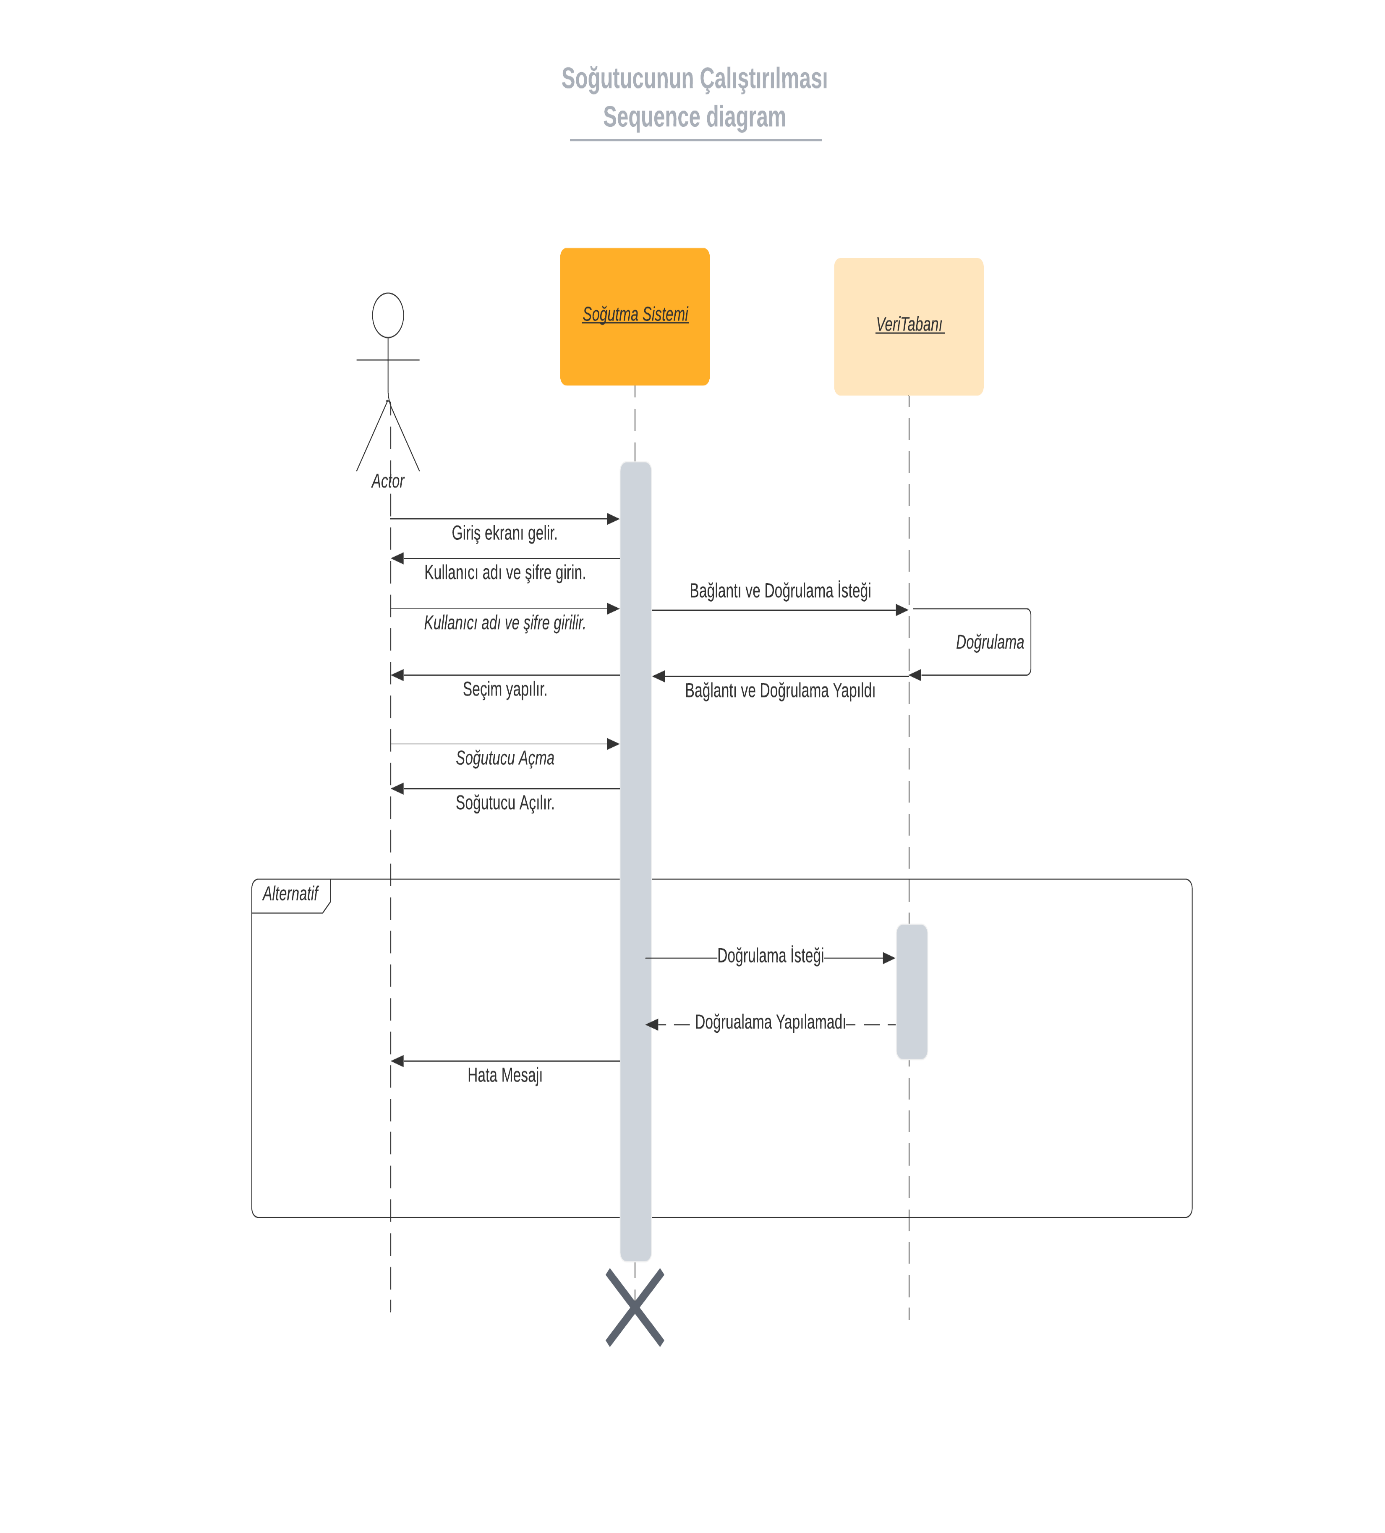 Soğutucunun Çalıştırılması
Sequence diagram
Soğutma Sistemi
VeriTabanı
Actor
Giriş ekranı gelir.
Kullanıcı adı ve şifre girin.
Bağlantı ve Doğrulama İsteği
Kullanıcı adı ve şifre girilir.
Doğrulama
Seçim yapılır.
Bağlantı ve Doğrulama Yapıldı
Soğutucu Açma
Soğutucu Açılır.
Alternatif
Doğrulama İsteği
Doğrualama Yapılamadı
Hata Mesajı